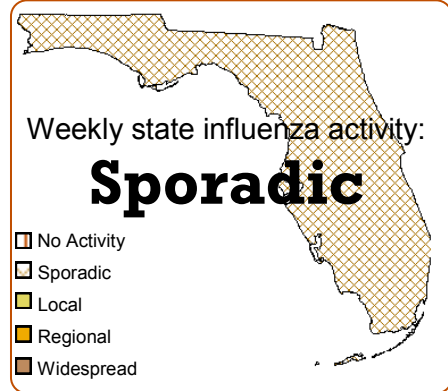 Weekly state influenza activity:
Sporadic
No Activity
Sporadic
Local
Regional
Widespread